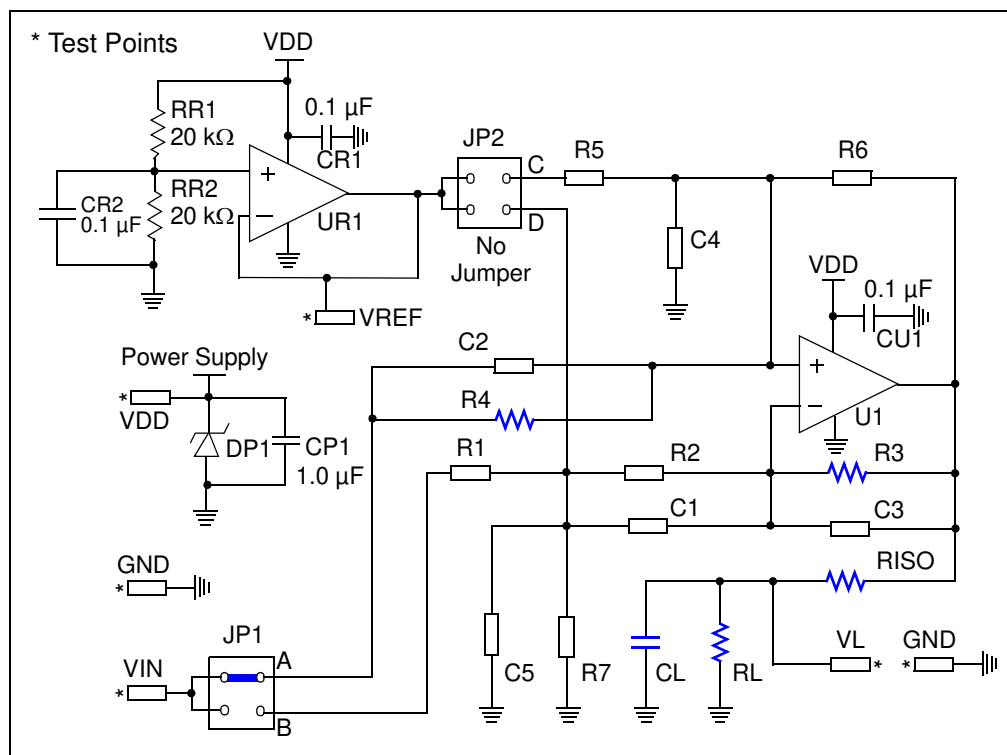 * Test Points
VDD
RR1
20 kΩ
0.1 µF
CR1
JP2
C
R5
R6
+
RR2
20 kΩ
CR2
0.1 µF
−
UR1
D
No
Jumper
C4
VDD
0.1 µF
CU1
* VREF
Power Supply
C2
+
* VDD
R4
−
U1
DP1
CP1
1.0 µF
R1
R2
R3
C1
C3
GND
*
RISO
JP1
VIN
*
A
B
C5
R7
CL
RL
VL
*
GND
*